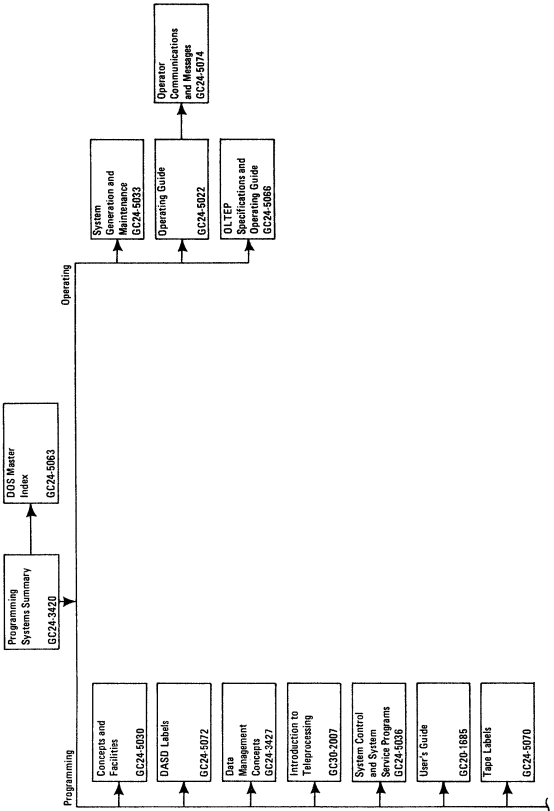 Programming
Systems Summary
GC24-3420
DOS Master
Index
GC24-5063
Programming
Operating
Concepts and
Facilities
GC24-5030
DASD Labels
GC24-5072
Data
Management
Concepts
GC24-3427
Introduction to
Teleprocessing
GC30-2007
System Control
and System
Service Programs
GC24-5036
User's Guide
GC20-1685
Tape Labels
GC24-5070
System
Generation and
Maintenance
GC24-5033
Operating Guide
GC24-5022
OLTEP
Specifications and
Operating Guide
GC24-5066
Operator
Communications
and Messages
GC24-5074